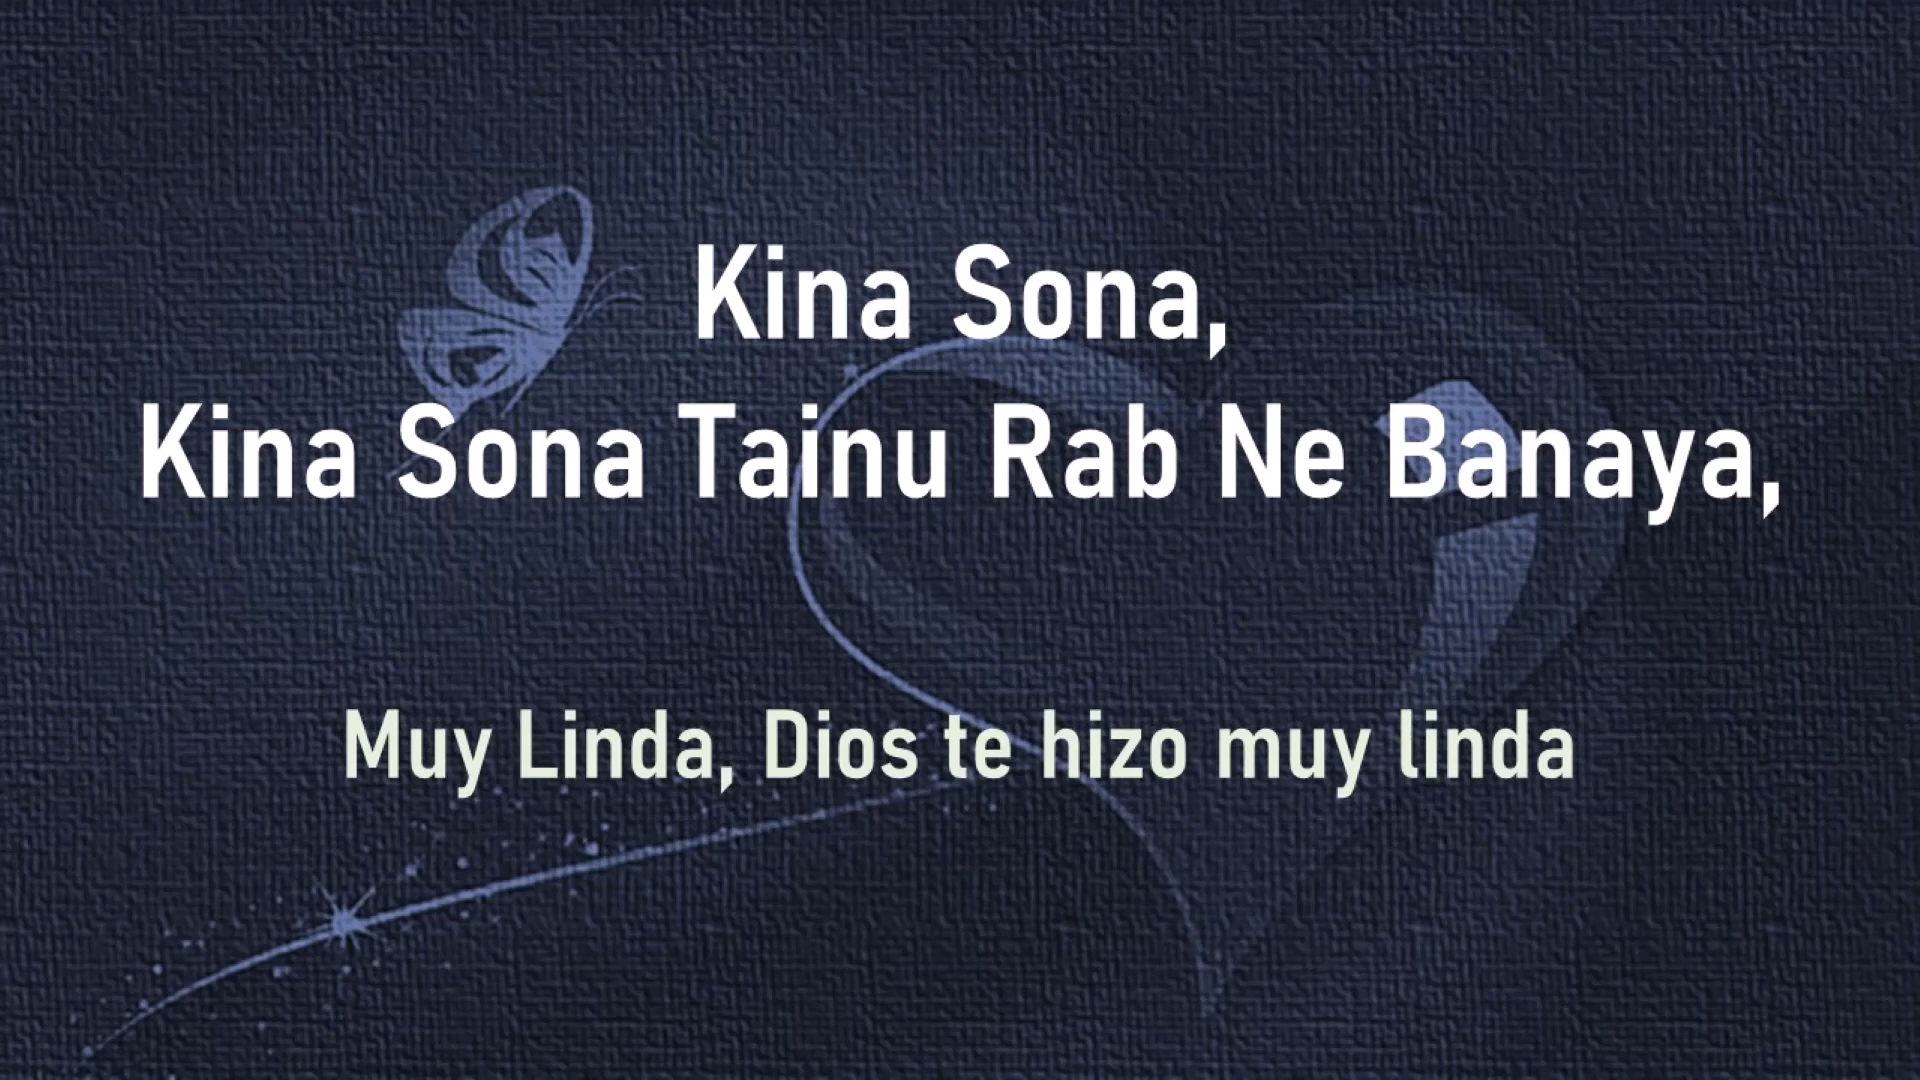 Kina Sona,
Kina Sona Tainu Rab Ne Banaya,
Muy Linda, Dios te hizo muy linda